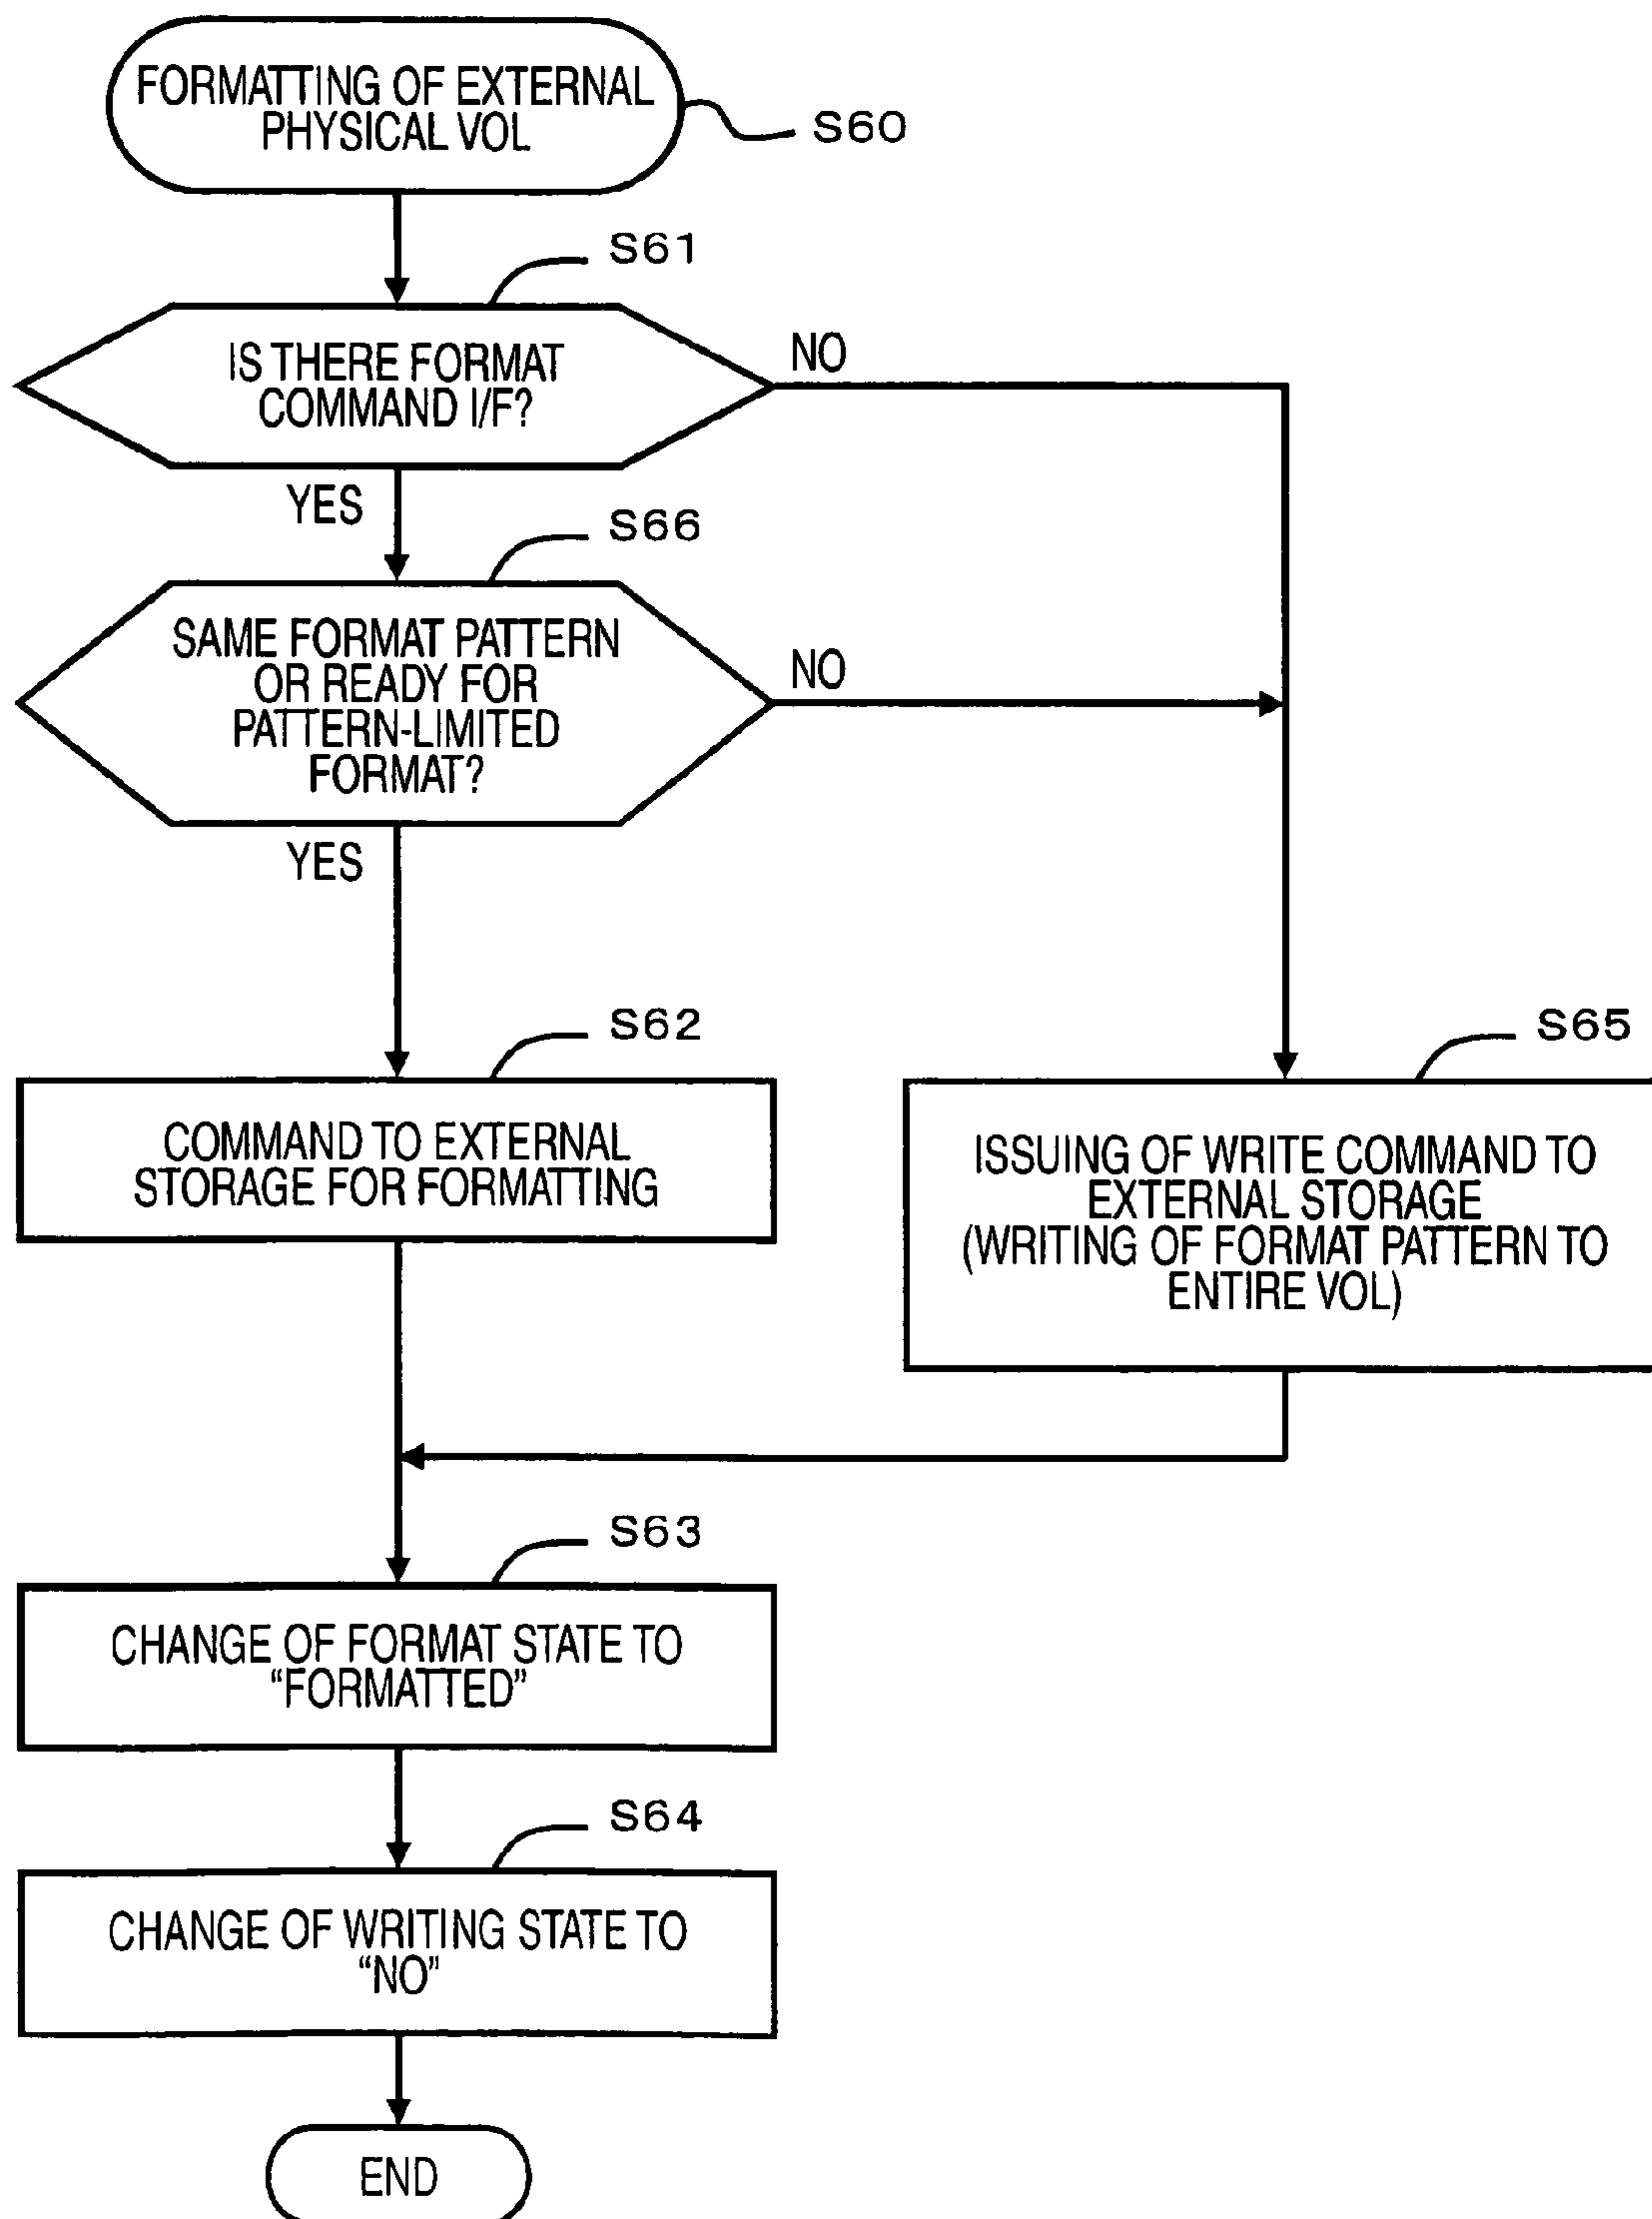 FORMATTING OF EXTERNAL
PHYSICAL VOL
S60
S61
IS THERE FORMAT
COMMAND I/F?
NO
YES
S66
SAME FORMAT PATTERN
OR READY FOR
PATTERN-LIMITED
FORMAT?
NO
YES
S62
COMMAND TO EXTERNAL
STORAGE FOR FORMATTING
S65
ISSUING OF WRITE COMMAND TO
EXTERNAL STORAGE
(WRITING OF FORMAT PATTERN TO
ENTIRE VOL)
S63
CHANGE OF FORMAT STATE TO
“FORMATTED”
S64
CHANGE OF WRITING STATE TO
“NO”
END